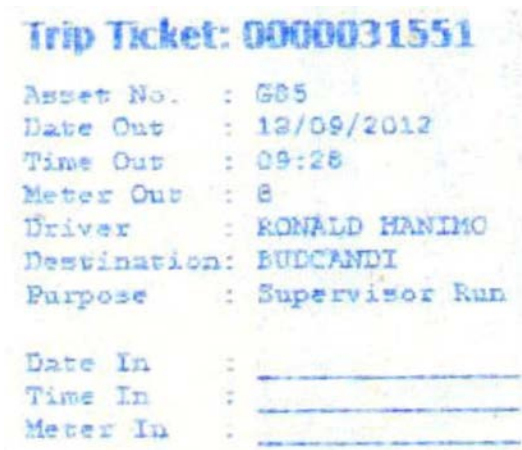 Trip Ticket: 0000031551
Asset No. : G85
Date Out : 13/09/2012
Time Out : 09:28
Meter Out : 8
Driver : RONALD MANIMO
Destination: BUDCANDI
Purpose : Supervisor Run
Date In :
Time In :
Meter In :